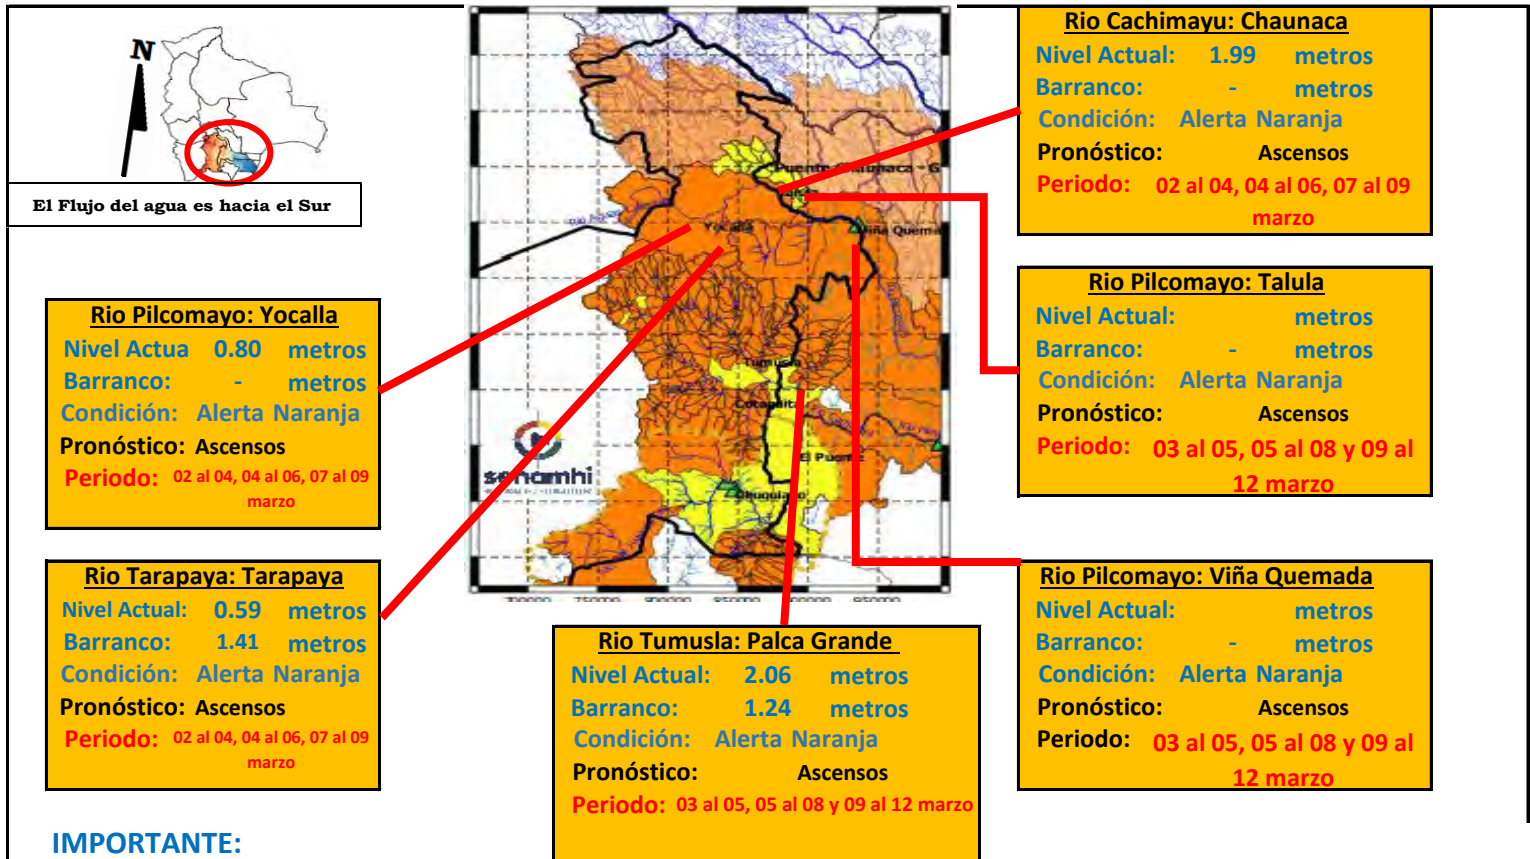 N
El Flujo del agua es hacia el Sur
Rio Pilcomayo: Yocalla
Nivel Actua 0.80 metros
Barranco: - metros
Condición: Alerta Naranja
Pronóstico: Ascensos
Periodo: 02 al 04, 04 al 06, 07 al 09
marzo
Rio Tarapaya: Tarapaya
Nivel Actual: 0.59 metros
Barranco: 1.41 metros
Condición: Alerta Naranja
Pronóstico: Ascensos
Periodo: 02 al 04, 04 al 06, 07 al 09
marzo
Puente Chaunaca - G
Yocalla
Viña Quema
Tumusla
Cotagaita
El Puente
Chuquiago
senamhi
Rio Tumusla: Palca Grande
Nivel Actual: 2.06 metros
Barranco: 1.24 metros
Condición: Alerta Naranja
Pronóstico: Ascensos
Periodo: 03 al 05, 05 al 08 y 09 al 12 marzo
Rio Cachimayu: Chaunaca
Nivel Actual: 1.99 metros
Barranco: - metros
Condición: Alerta Naranja
Pronóstico: Ascensos
Periodo: 02 al 04, 04 al 06, 07 al 09
marzo
Rio Pilcomayo: Talula
Nivel Actual: metros
Barranco: - metros
Condición: Alerta Naranja
Pronóstico: Ascensos
Periodo: 03 al 05, 05 al 08 y 09 al
12 marzo
Rio Pilcomayo: Viña Quemada
Nivel Actual: metros
Barranco: - metros
Condición: Alerta Naranja
Pronóstico: Ascensos
Periodo: 03 al 05, 05 al 08 y 09 al
12 marzo
IMPORTANTE: